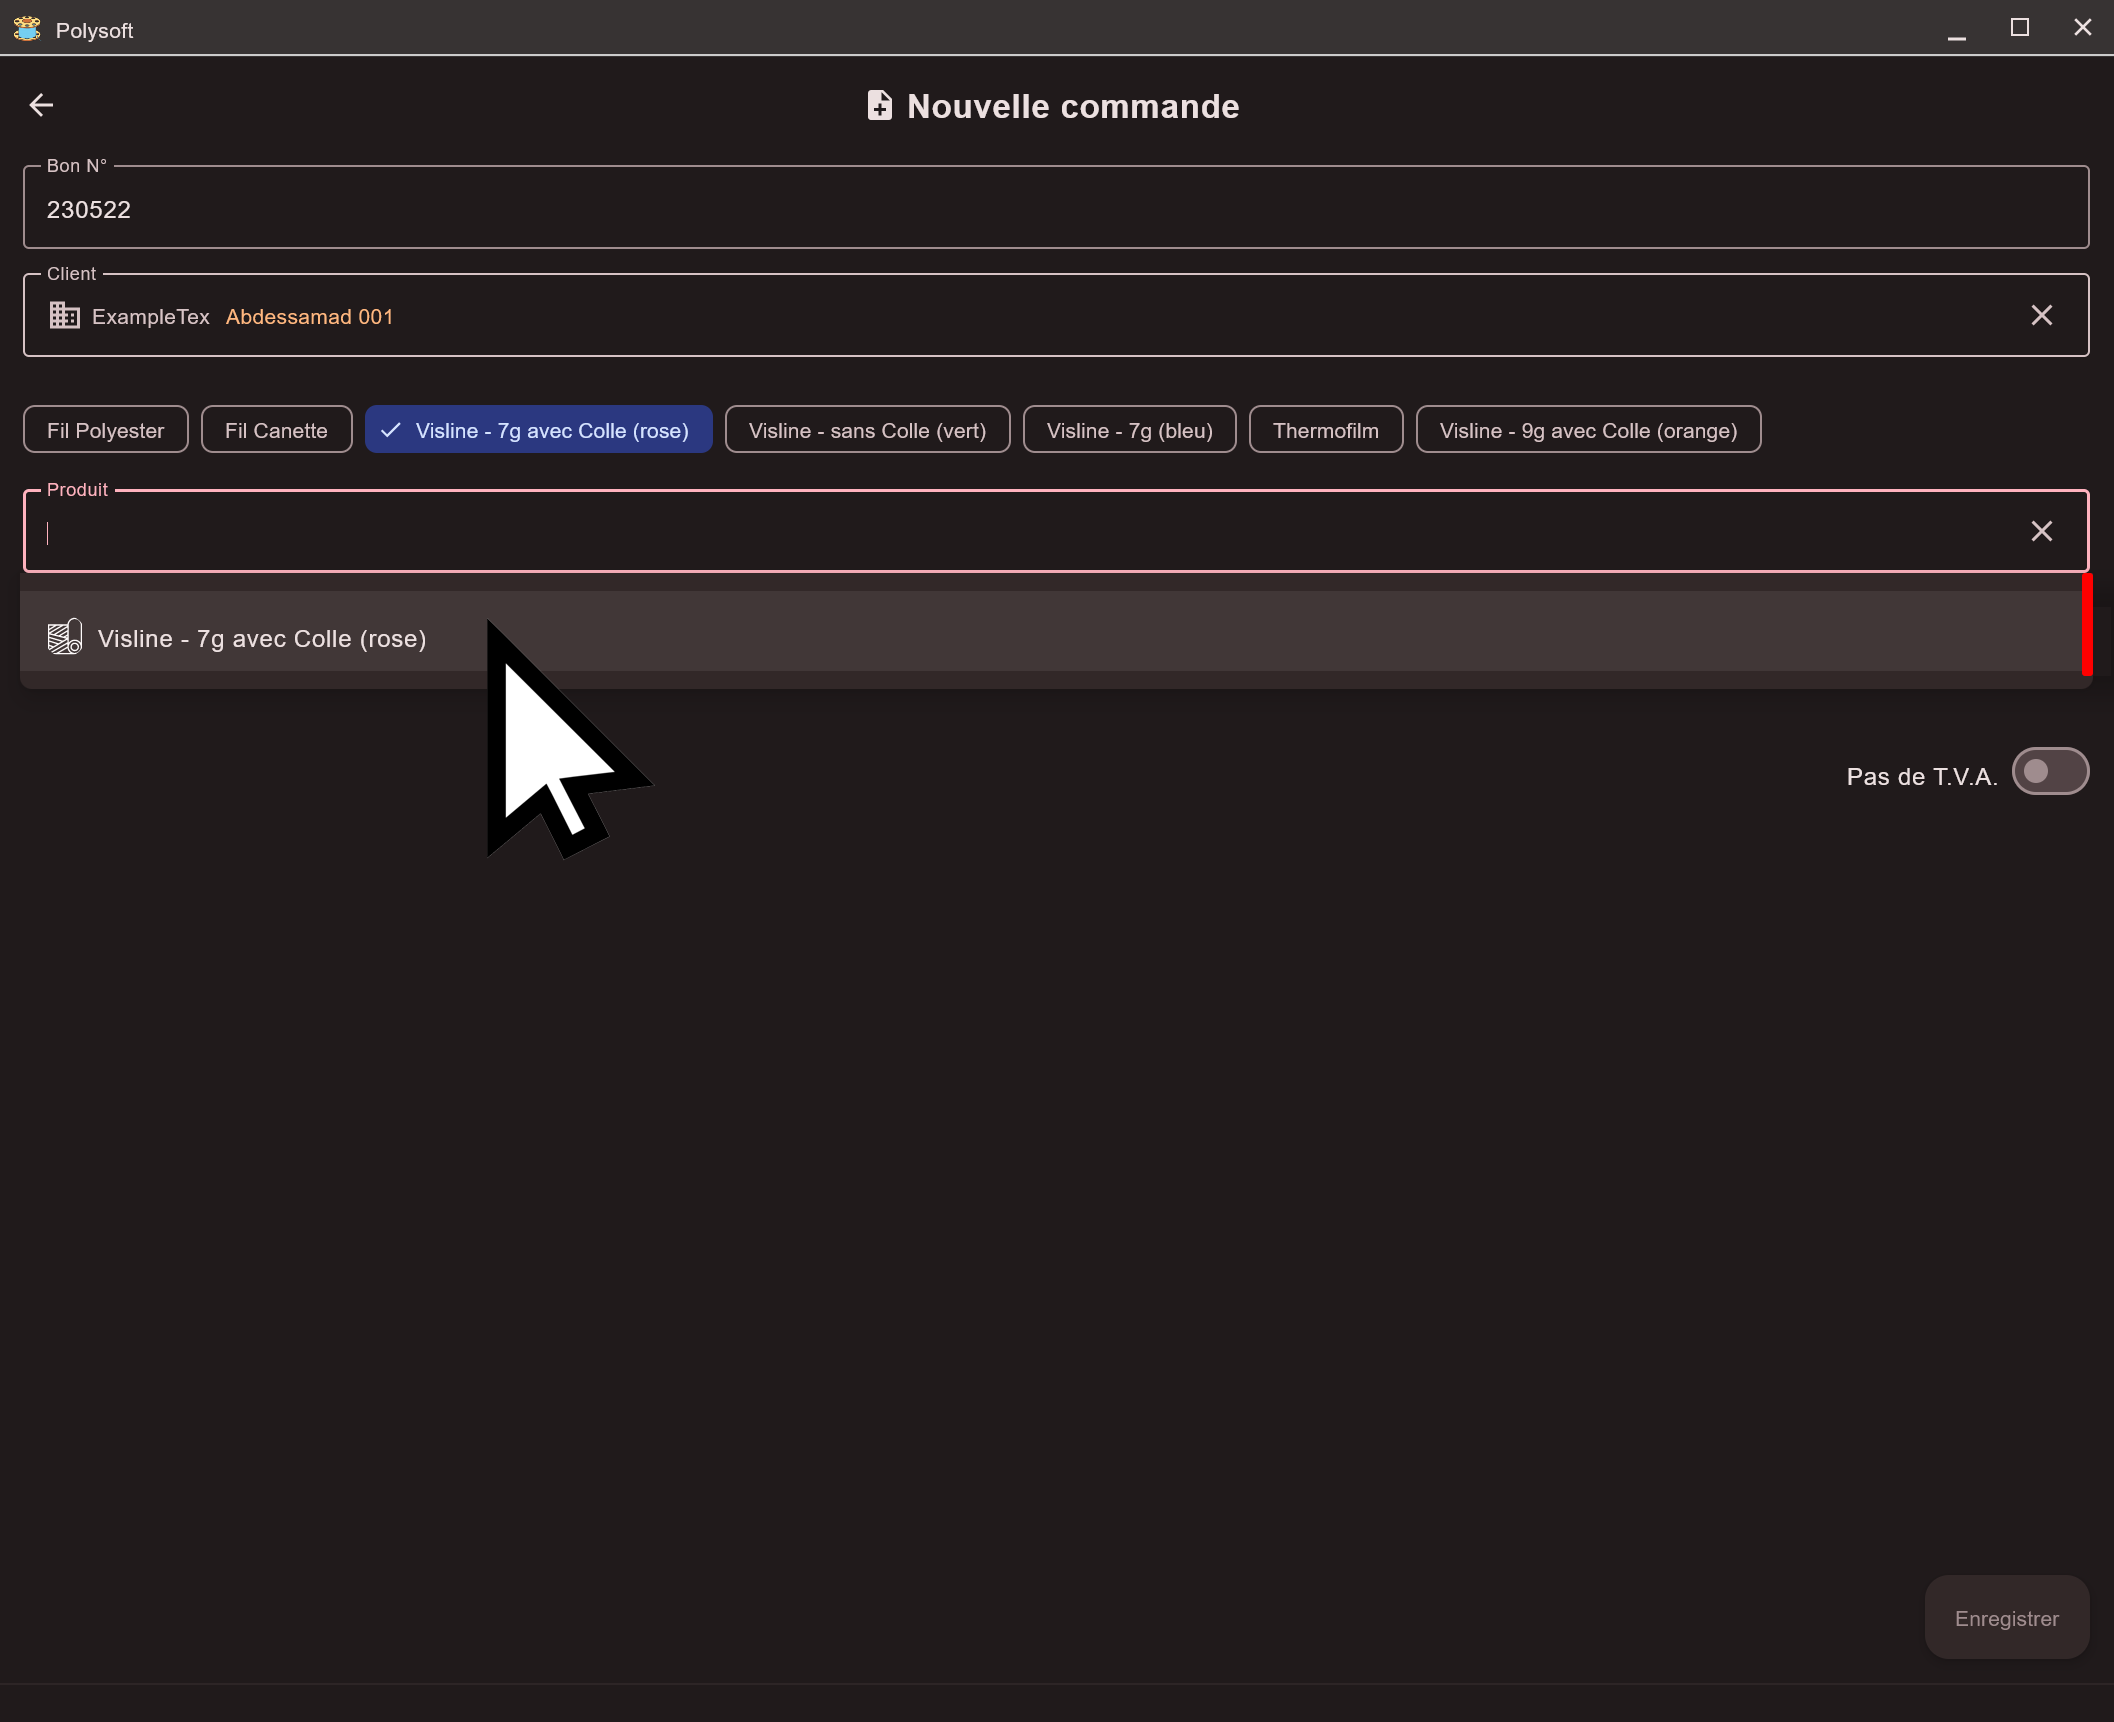 Polysoft
Nouvelle commande
Bon N°
230522
Client
ExampleTex Abdessamad 001
Fil Polyester Fil Canette Visline - 7g avec Colle (rose) Visline - sans Colle (vert) Visline - 7g (bleu) Thermofilm Visline - 9g avec Colle (orange)
Produit
Visline - 7g avec Colle (rose)
Pas de T.V.A.
Enregistrer